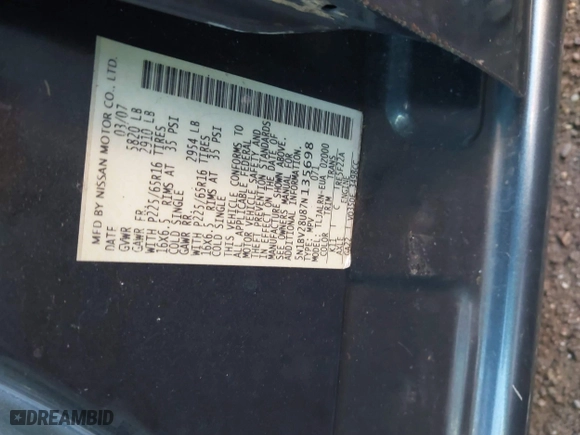 MFD BY NISSAN MOTOR CO., LTD.
DATE 03/07
GVWR 5820 LB
GAWR FR 2910 LB
WITH P225/65R16 TIRES
16X6.5 RIMS AT 35 PSI
COLD SINGLE
GAWR RR 2954 LB
WITH P225/65R16 TIRES
16X6.5 RIMS AT 35 PSI
COLD SINGLE
THIS VEHICLE CONFORMS TO
ALL APPLICABLE FEDERAL
MOTOR VEHICLE SAFETY AND
THEFT PREVENTION STANDARDS
IN EFFECT ON THE DATE OF
MANUFACTURE SHOWN ABOVE.
SEE OWNERS MANUAL FOR
ADDITIONAL INFORMATION.
5N1BV28U87N135698
TYPE: MPV
MODEL
COLOR TRIM TRANS
DREAMBID